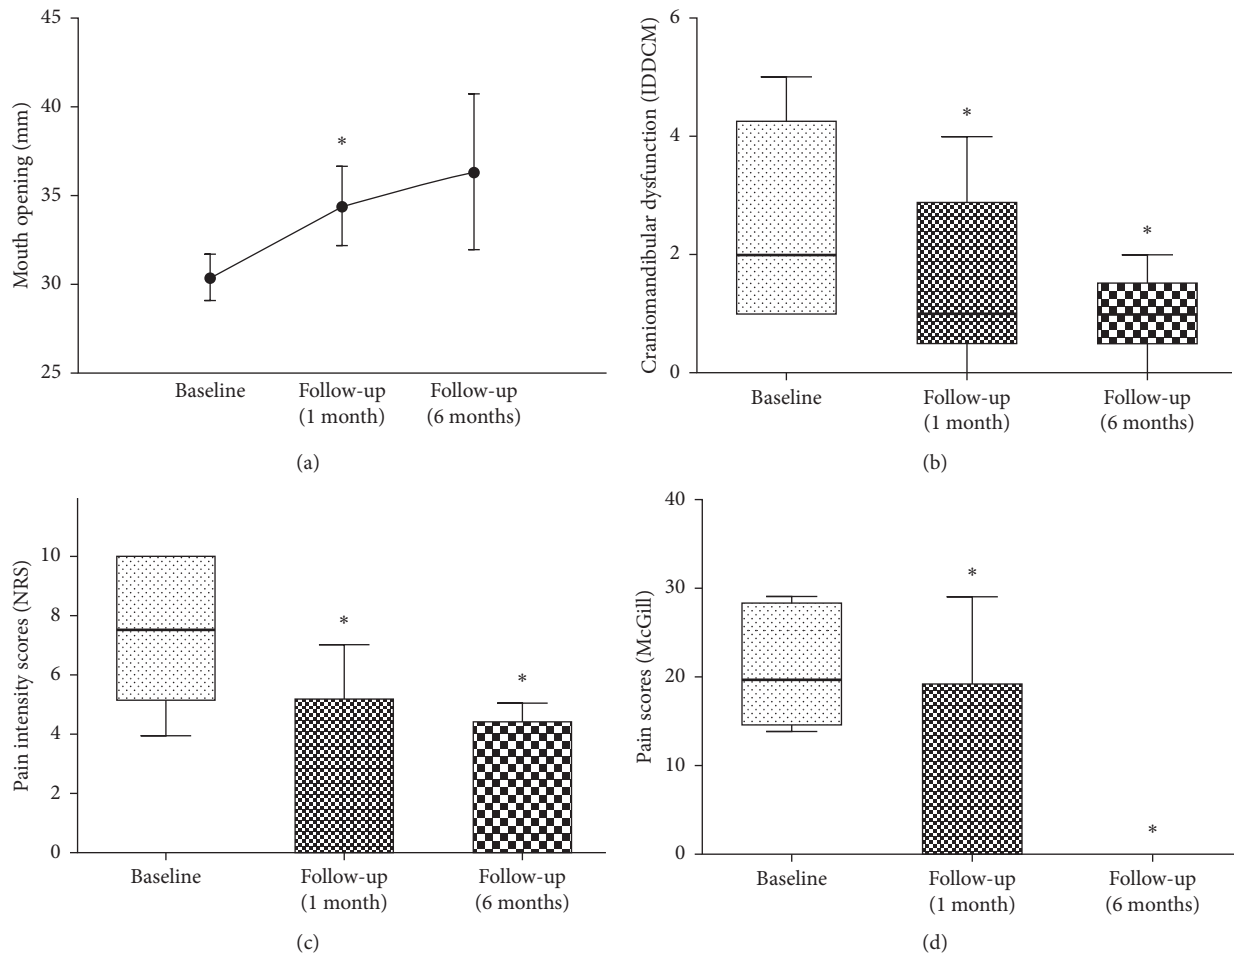 Mouth opening (mm)
45
40
35
30
25
*
Baseline
Follow-up
(1 month)
Follow-up
(6 months)
(a)
Craniomandibular dysfunction (IDDCM)
6
4
2
0
*
*
Baseline
Follow-up
(1 month)
Follow-up
(6 months)
(b)
Pain intensity scores (NRS)
10
8
6
4
2
0
*
*
Baseline
Follow-up
(1 month)
Follow-up
(6 months)
(c)
Pain scores (McGill)
40
30
20
10
0
*
*
Baseline
Follow-up
(1 month)
Follow-up
(6 months)
(d)